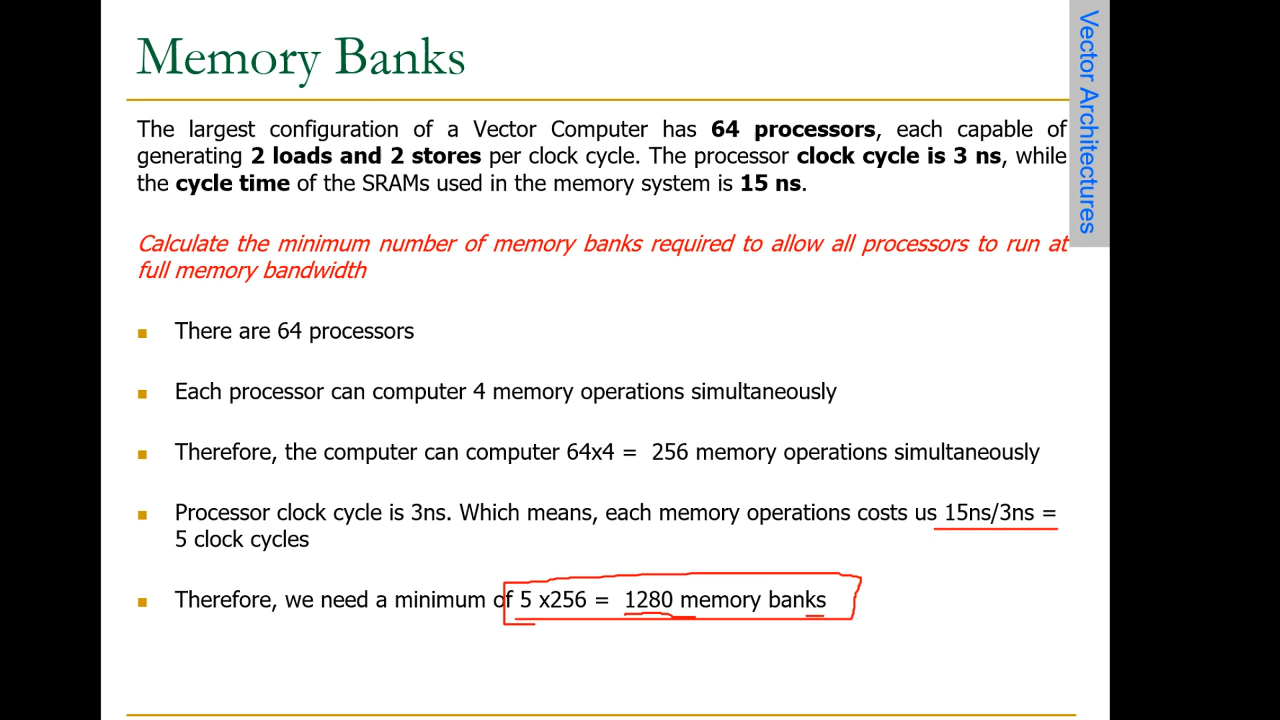 Memory Banks
Vector Architectures
The largest configuration of a Vector Computer has 64 processors, each capable of
generating 2 loads and 2 stores per clock cycle. The processor clock cycle is 3 ns, while
the cycle time of the SRAMs used in the memory system is 15 ns.
Calculate the minimum number of memory banks required to allow all processors to run at
full memory bandwidth
There are 64 processors
Each processor can computer 4 memory operations simultaneously
Therefore, the computer can computer 64x4 = 256 memory operations simultaneously
Processor clock cycle is 3ns. Which means, each memory operations costs us 15ns/3ns =
5 clock cycles
Therefore, we need a minimum of 5 x256 = 1280 memory banks